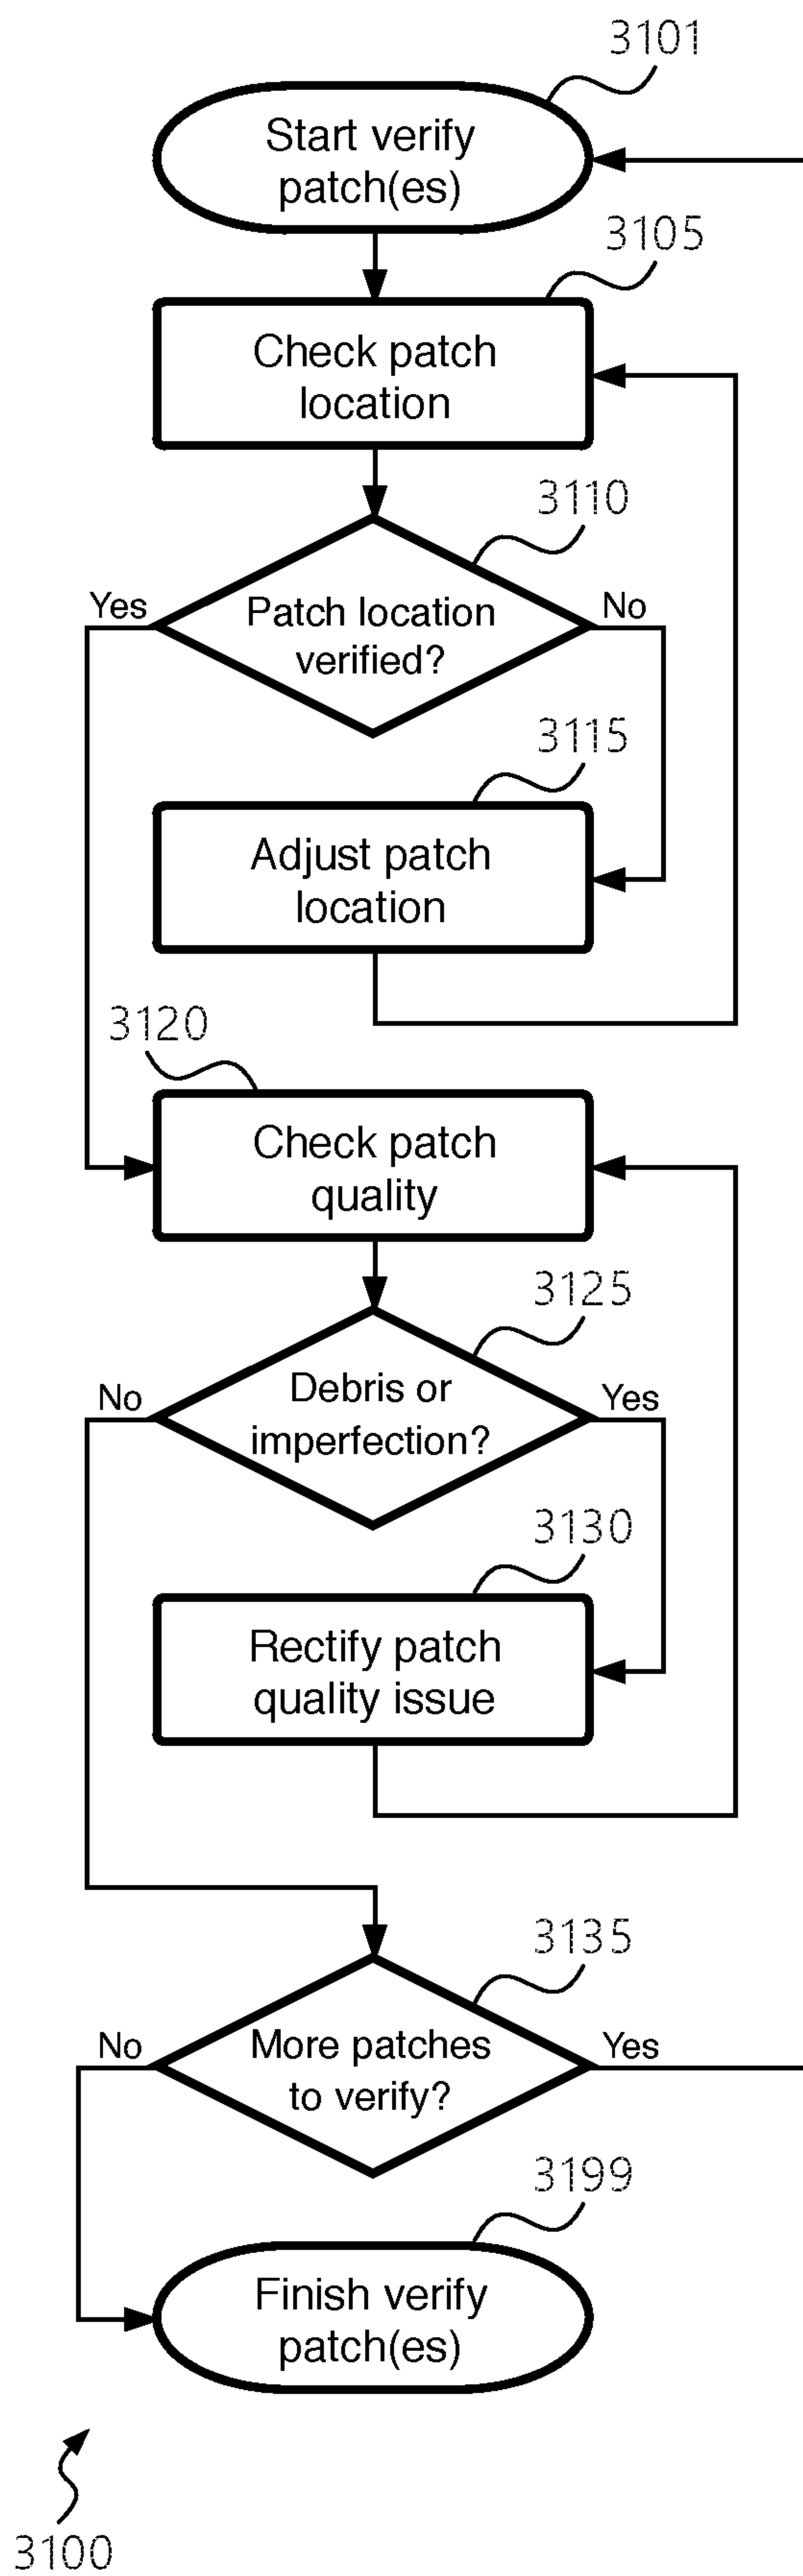 3101
Start verify
patch(es)
3105
Check patch
location
3110
Yes
Patch location
verified?
No
3115
Adjust patch
location
3120
Check patch
quality
3125
No
Debris or
imperfection?
Yes
3130
Rectify patch
quality issue
3135
No
More patches
to verify?
Yes
3199
Finish verify
patch(es)
3100